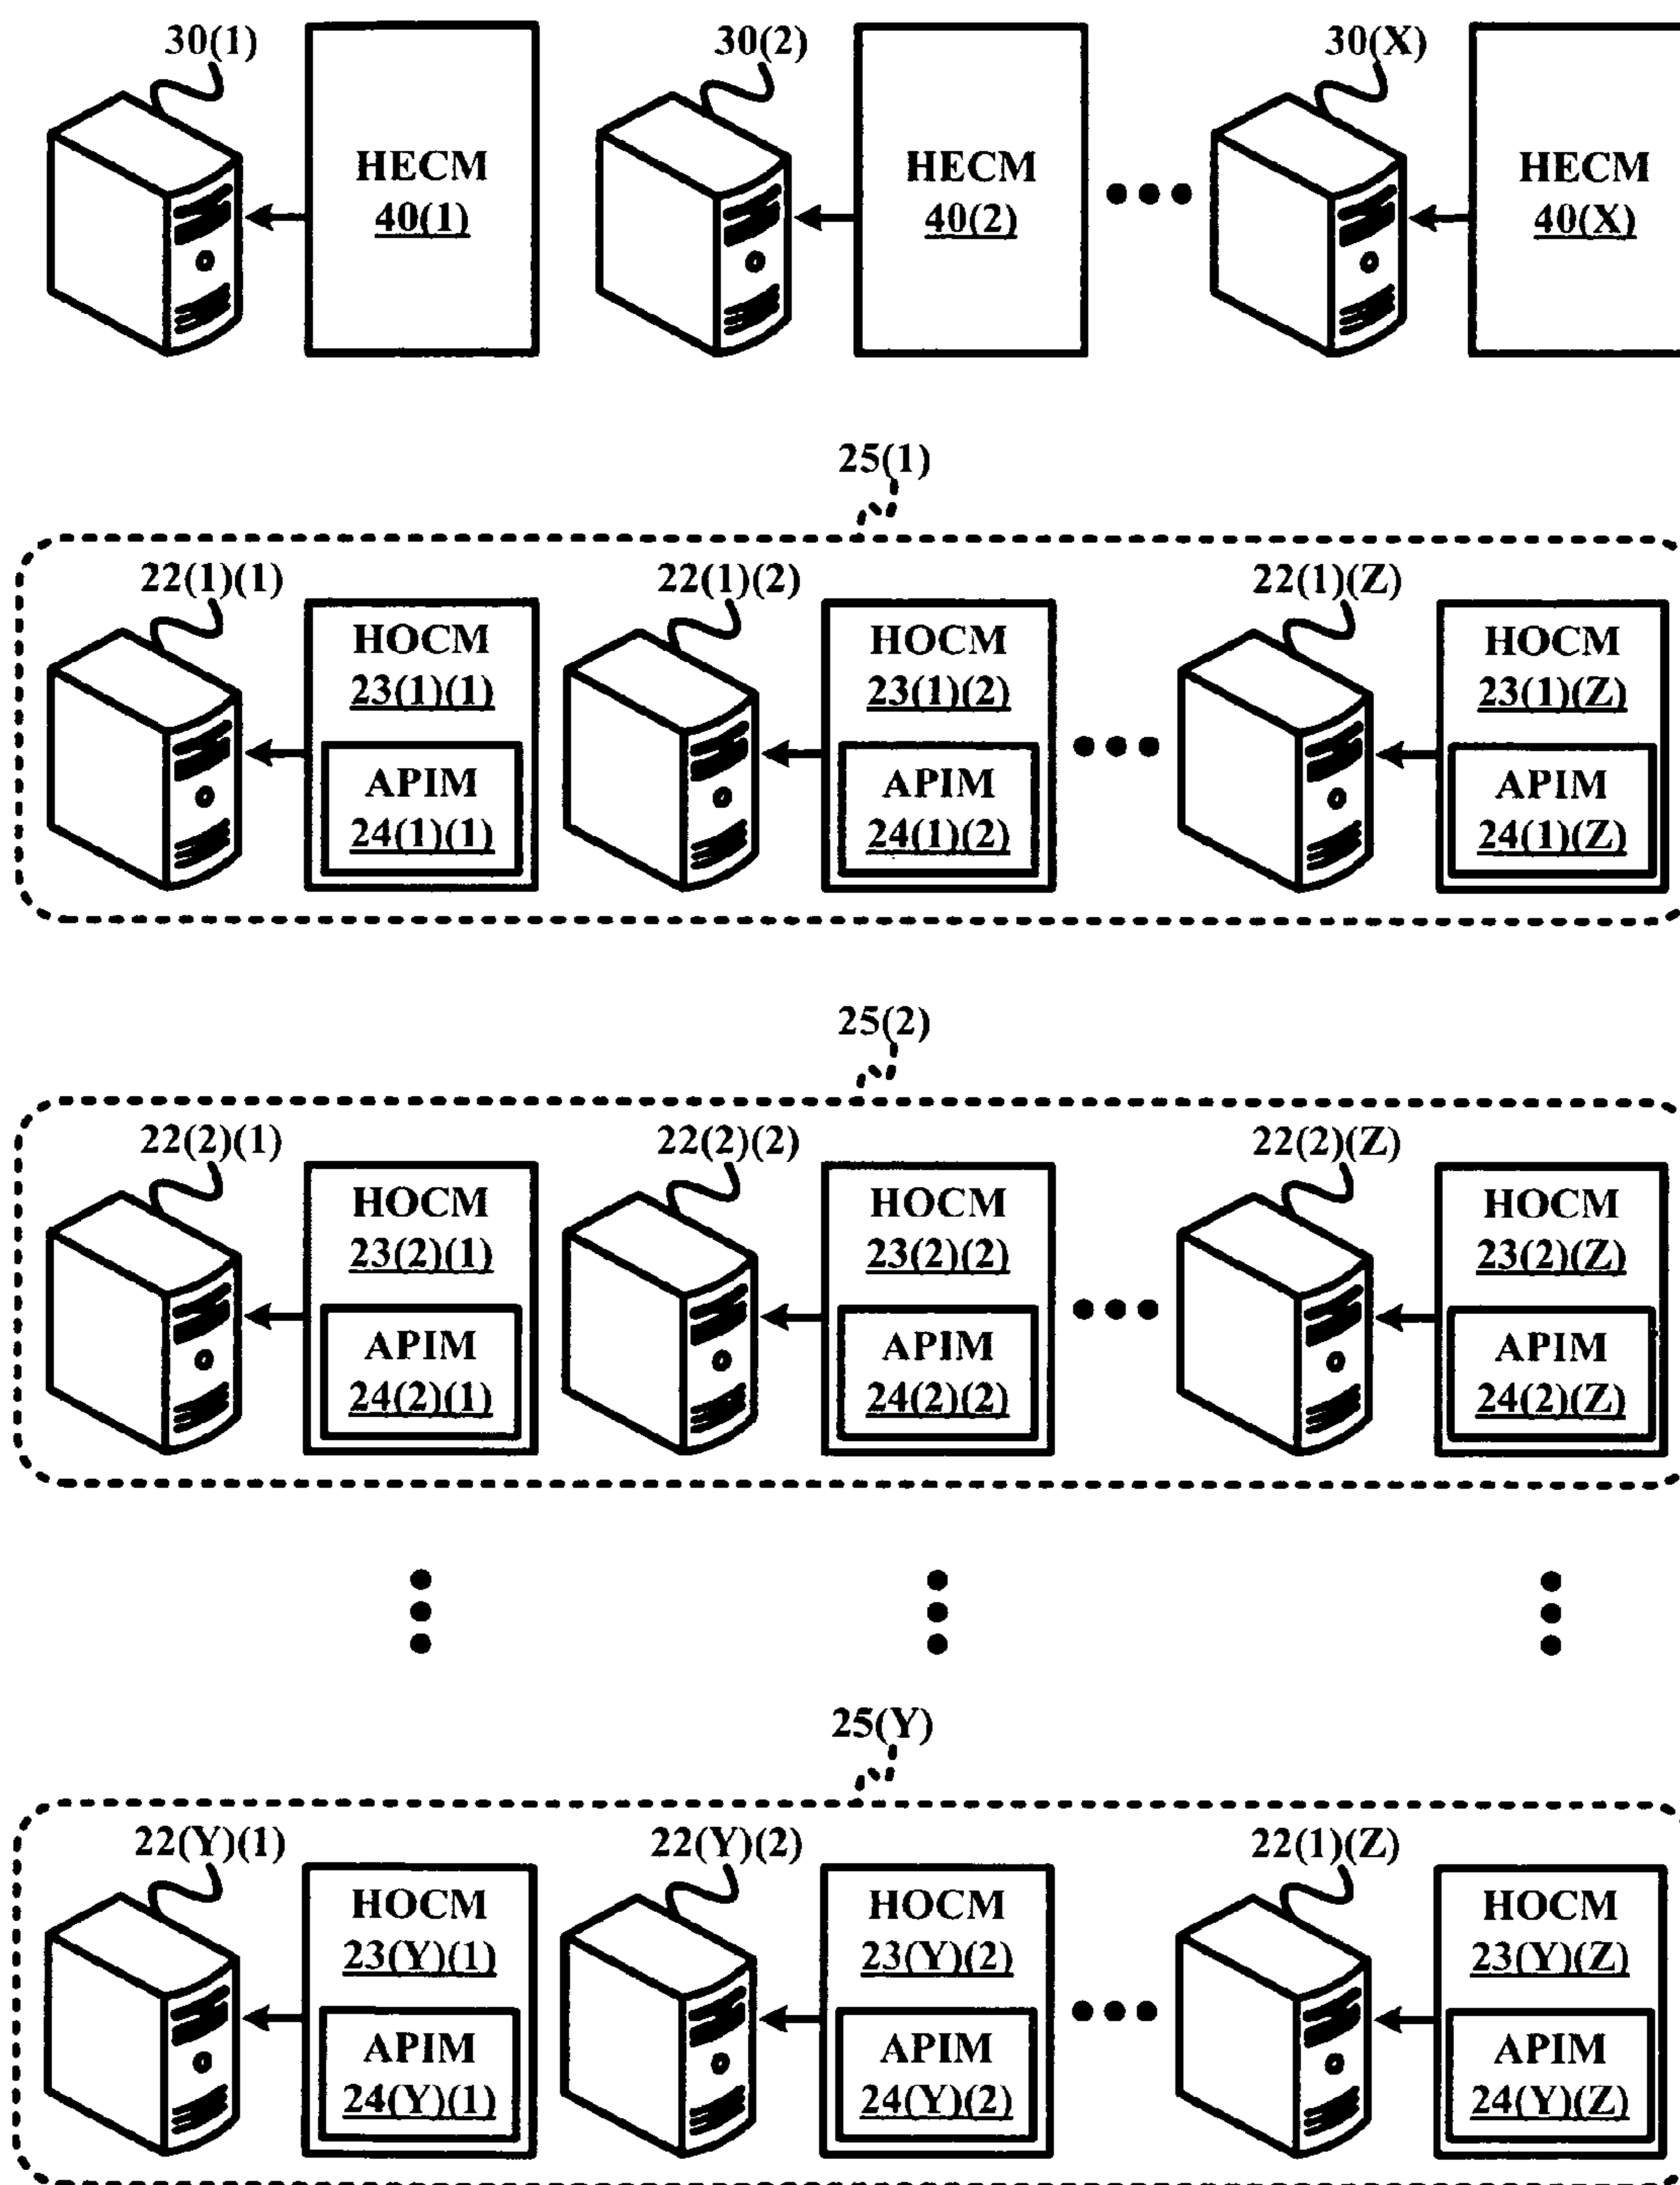 30(1)
30(2)
30(X)
HECM
40(1)
HECM
40(2)
HECM
40(X)
25(1)
22(1)(1)
22(1)(2)
22(1)(Z)
HOCM
23(1)(1)
APIM
24(1)(1)
HOCM
23(1)(2)
APIM
24(1)(2)
HOCM
23(1)(Z)
APIM
24(1)(Z)
25(2)
22(2)(1)
22(2)(2)
22(2)(Z)
HOCM
23(2)(1)
APIM
24(2)(1)
HOCM
23(2)(2)
APIM
24(2)(2)
HOCM
23(2)(Z)
APIM
24(2)(Z)
25(Y)
22(Y)(1)
22(Y)(2)
22(1)(Z)
HOCM
23(Y)(1)
APIM
24(Y)(1)
HOCM
23(Y)(2)
APIM
24(Y)(2)
HOCM
23(Y)(Z)
APIM
24(Y)(Z)